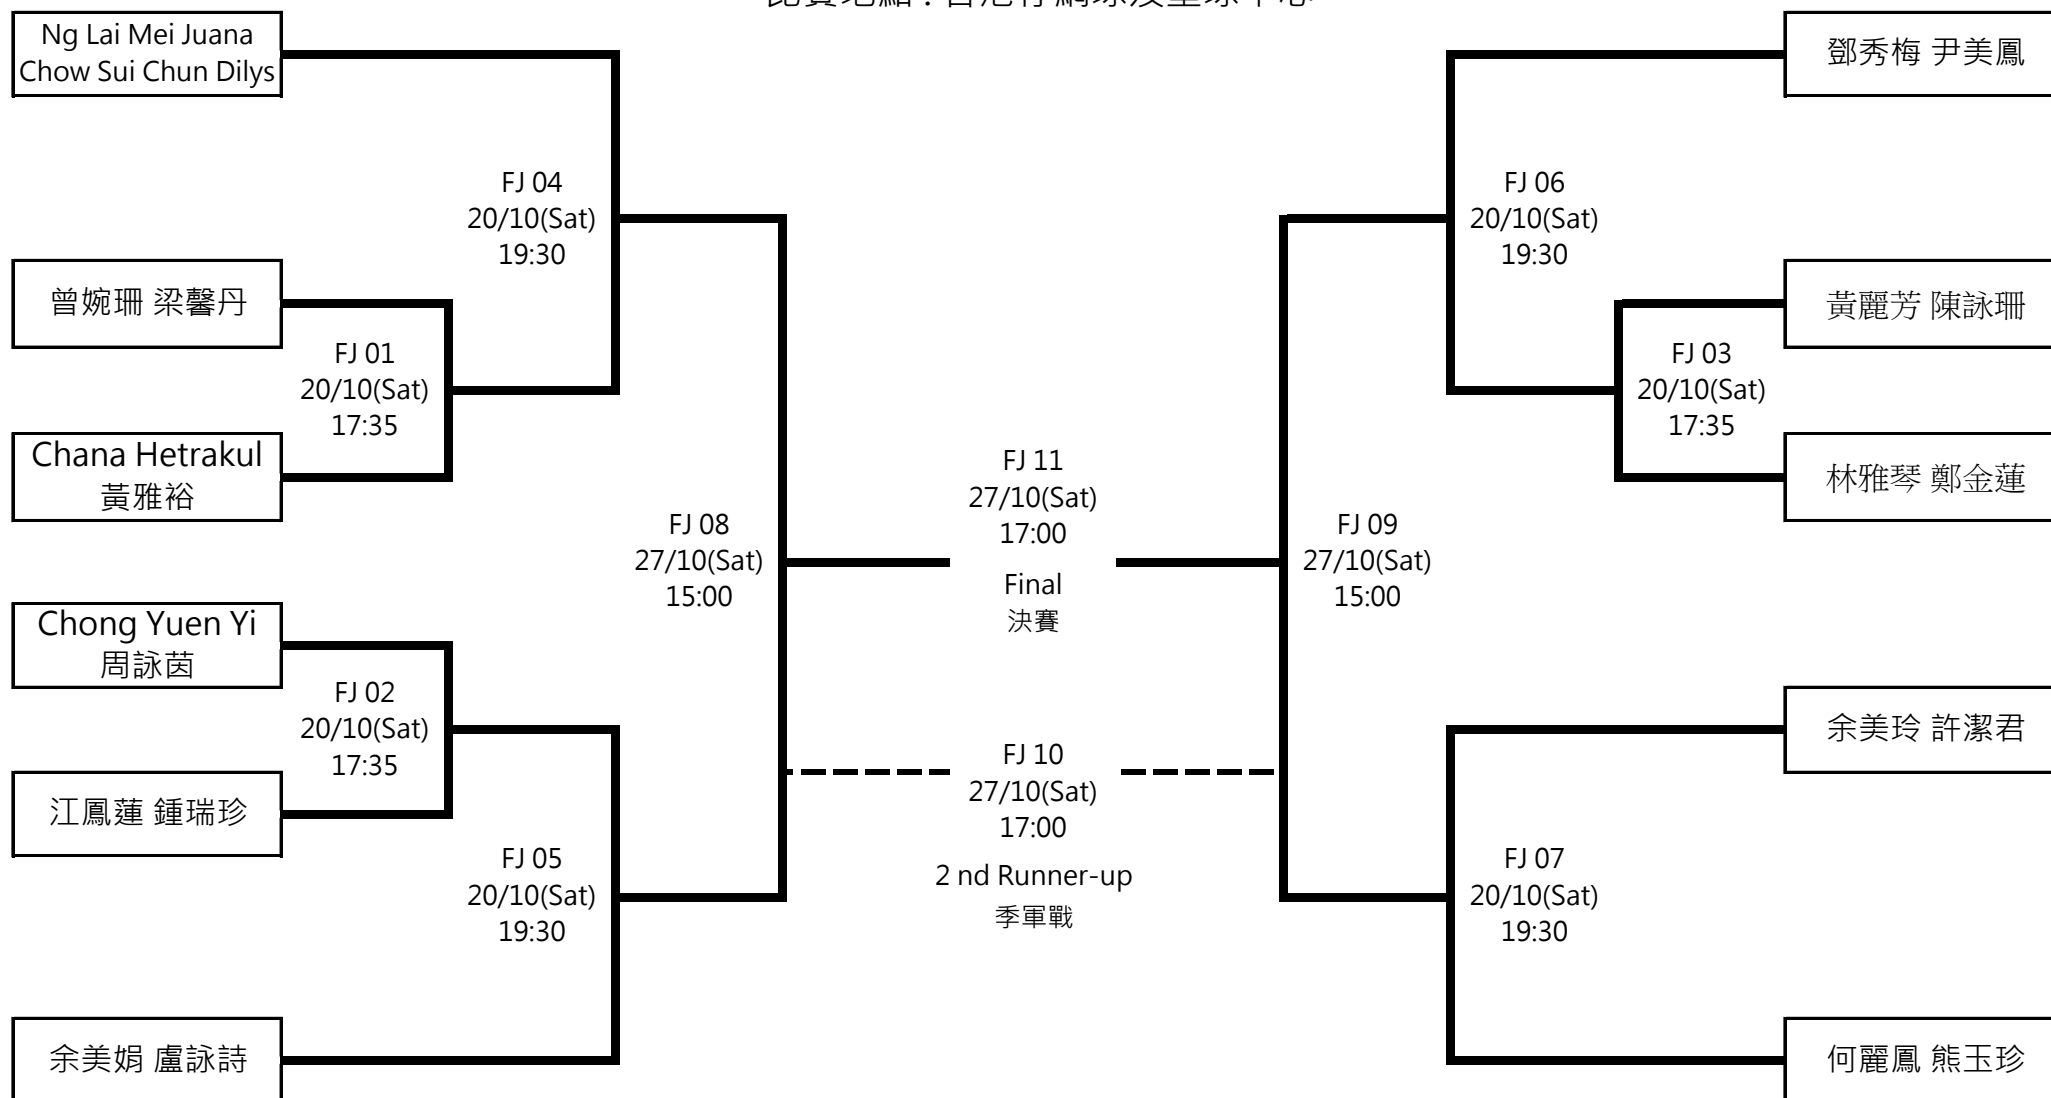 Ng Lai Mei Juana
Chow Sui Chun Dilys
鄧秀梅 尹美鳳
FJ 04
20/10(Sat)
19:30
FJ 06
20/10(Sat)
19:30
曾婉珊 梁馨丹
黃麗芳 陳詠珊
FJ 01
20/10(Sat)
17:35
FJ 03
20/10(Sat)
17:35
Chana Hetrakul
黃雅裕
林雅琴 鄭金蓮
FJ 11
27/10(Sat)
17:00
Final
決賽
FJ 08
27/10(Sat)
15:00
FJ 09
27/10(Sat)
15:00
Chong Yuen Yi
周詠茵
FJ 02
20/10(Sat)
17:35
余美玲 許潔君
江鳳蓮 鍾瑞珍
FJ 10
27/10(Sat)
17:00
2 nd Runner-up
季軍戰
FJ 05
20/10(Sat)
19:30
FJ 07
20/10(Sat)
19:30
余美娟 盧詠詩
何麗鳳 熊玉珍